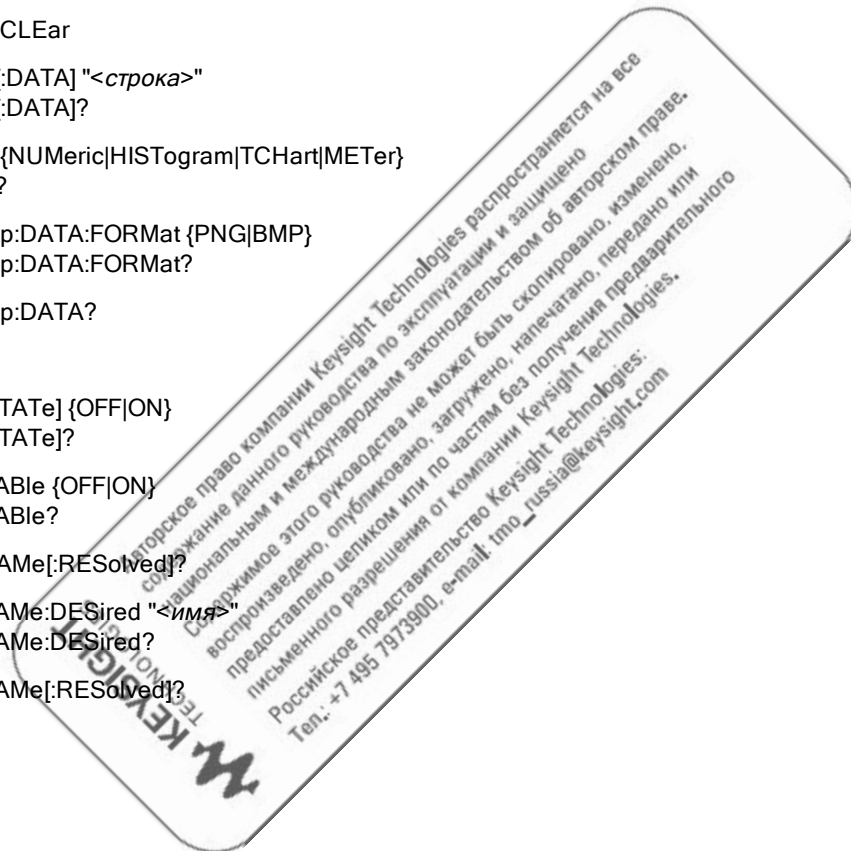 CLEar
[:DATA] "<строка>"
[:DATA]?
{NUMeric|HISTogram|TCHart|METer}
?
p:DATA:FORMat {PNG|BMP}
p:DATA:FORMat?
p:DATA?
TATe] {OFF|ON}
TATe]?
ABle {OFF|ON}
ABle?
AMe[:RESolved]?
AMe:DESired "<имя>"
AMe:DESired?
AMe[:RESolved]?
KEYSIGHT
TECHNOLOGIES
Авторское право компании Keysight Technologies распространяется на все
содержание данного руководства по эксплуатации и защищено
национальным и международным законодательством об авторском праве.
Содержимое этого руководства не может быть скопировано, изменено,
воспроизведено, опубликовано, загружено, напечатано, передано или
предоставлено целиком или по частям без получения предварительного
письменного разрешения от компании Keysight Technologies.
Российское представительство Keysight Technologies:
Тел.: +7 495 7973900, e-mail: tmo_russia@keysight.com